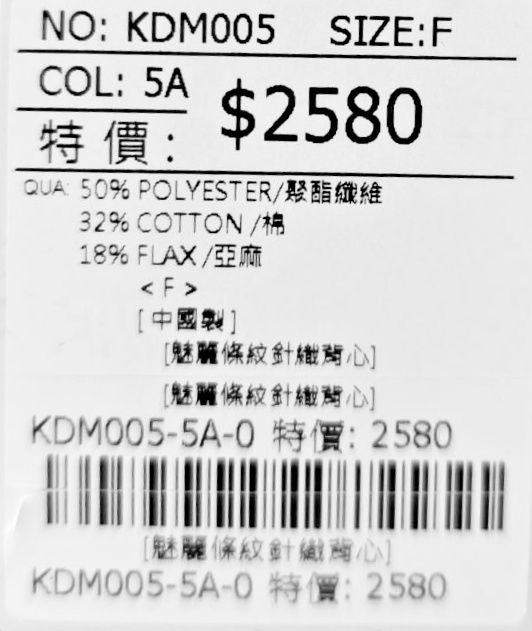 NO: KDM005 SIZE:F
COL: 5A
$2580
特價:
QUA: 50% POLYESTER/聚酯纖維
32% COTTON/棉
18% FLAX/亞麻
< F >
[中國製]
[魅麗條紋針織背心]
[魅麗條紋針織背心]
KDM005-5A-0 特價: 2580
[魅麗條紋針織背心]
KDM005-5A-0 特價: 2580